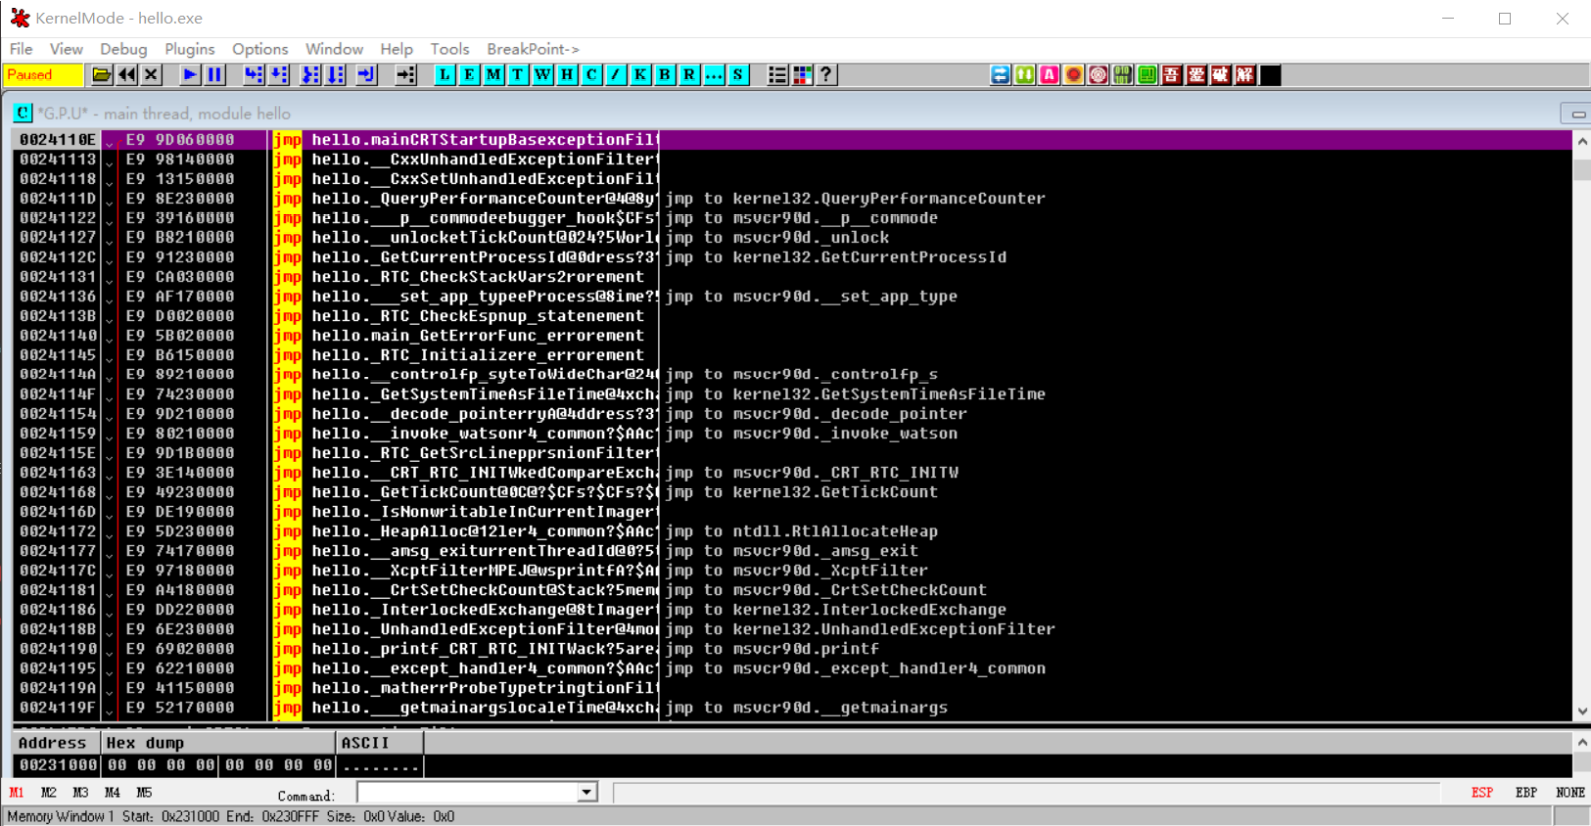 KernelMode - hello.exe
File View Debug Plugins Options Window Help Tools BreakPoint->
Paused L E M T W H C / K B R ... S ? A 吾 爱 破 解
C *G.P.U* - main thread, module hello
0024110E E9 9D060000 jmp hello.mainCRTStartupBasexceptionFilt
00241113 E9 98140000 jmp hello.__CxxUnhandledExceptionFilter
00241118 E9 13150000 jmp hello.__CxxSetUnhandledExceptionFilt
0024111D E9 8E230000 jmp hello._QueryPerformanceCounter@4@8y jmp to kernel32.QueryPerformanceCounter
00241122 E9 39160000 jmp hello.___p__commodeebugger_hook$CFs jmp to msvcr90d.__p__commode
00241127 E9 B8210000 jmp hello.__unlocketTickCount@024?5World jmp to msvcr90d._unlock
0024112C E9 91230000 jmp hello._GetCurrentProcessId@0dress?3 jmp to kernel32.GetCurrentProcessId
00241131 E9 CA030000 jmp hello._RTC_CheckStackVars2rorement
00241136 E9 AF170000 jmp hello.___set_app_typeeProcess@8ime? jmp to msvcr90d.__set_app_type
0024113B E9 D0020000 jmp hello._RTC_CheckEspnup_statenement
00241140 E9 5B020000 jmp hello.main_GetErrorFunc_errorement
00241145 E9 B6150000 jmp hello._RTC_Initializere_errorement
0024114A E9 89210000 jmp hello.__controlfp_syteToWideChar@24 jmp to msvcr90d._controlfp_s
0024114F E9 74230000 jmp hello._GetSystemTimeAsFileTime@4xcha jmp to kernel32.GetSystemTimeAsFileTime
00241154 E9 9D210000 jmp hello.__decode_pointerryA@4ddress?3 jmp to msvcr90d._decode_pointer
00241159 E9 80210000 jmp hello.__invoke_watsonr4_common?$AAc jmp to msvcr90d._invoke_watson
0024115E E9 9D1B0000 jmp hello._RTC_GetSrcLinepprsnionFilter
00241163 E9 3E140000 jmp hello.__CRT_RTC_INITWkedCompareExcha jmp to msvcr90d._CRT_RTC_INITW
00241168 E9 49230000 jmp hello._GetTickCount@0C@?$CFs?$CFs?$ jmp to kernel32.GetTickCount
0024116D E9 DE190000 jmp hello._IsNonwritableInCurrentImager
00241172 E9 5D230000 jmp hello._HeapAlloc@12ler4_common?$AAc jmp to ntdll.RtlAllocateHeap
00241177 E9 74170000 jmp hello.__amsg_exiturrentThreadId@0?5 jmp to msvcr90d._amsg_exit
0024117C E9 97180000 jmp hello.__XcptFilterMPEJ@wsprintfA?$A jmp to msvcr90d._XcptFilter
00241181 E9 A4180000 jmp hello.__CrtSetCheckCount@Stack?5mem jmp to msvcr90d._CrtSetCheckCount
00241186 E9 DD220000 jmp hello._InterlockedExchange@8tImager jmp to kernel32.InterlockedExchange
0024118B E9 6E230000 jmp hello._UnhandledExceptionFilter@4mo jmp to kernel32.UnhandledExceptionFilter
00241190 E9 69020000 jmp hello._printf_CRT_RTC_INITWack?5area jmp to msvcr90d.printf
00241195 E9 62210000 jmp hello.__except_handler4_common?$AAc jmp to msvcr90d._except_handler4_common
0024119A E9 41150000 jmp hello._matherrProbeTypetringtionFilt
0024119F E9 52170000 jmp hello.___getmainargslocaleTime@4xcha jmp to msvcr90d.__getmainargs
Address Hex dump ASCII
00231000 00 00 00 00 00 00 00 00 ........
M1 M2 M3 M4 M5 Command: ESP EBP NONE
Memory Window 1 Start: 0x231000 End: 0x230FFF Size: 0x0 Value: 0x0